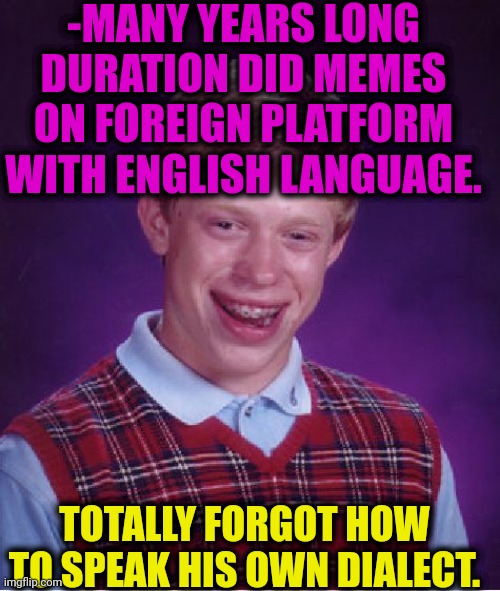 -MANY YEARS LONG
DURATION DID MEMES
ON FOREIGN PLATFORM
WITH ENGLISH LANGUAGE.
TOTALLY FORGOT HOW
TO SPEAK HIS OWN DIALECT.
imgflip.com